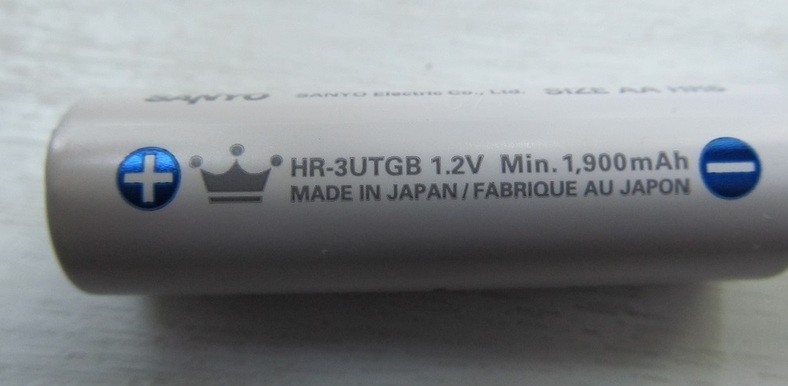 SANYO SANYO Electric Co., Ltd. SIZE AA HR6
HR-3UTGB 1.2V Min. 1,900mAh
MADE IN JAPAN / FABRIQUE AU JAPON